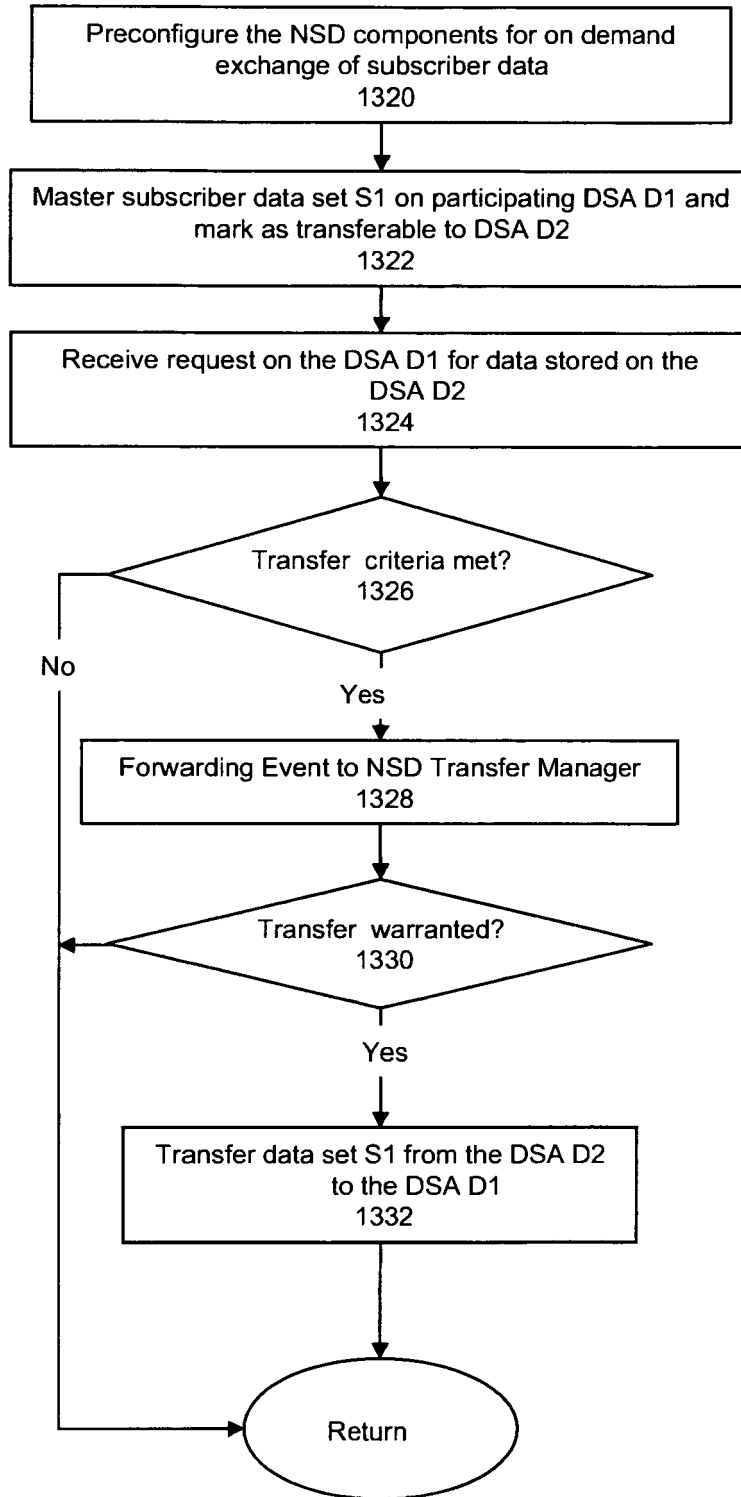 Preconfigure the NSD components for on demand
exchange of subscriber data
1320
Master subscriber data set S1 on participating DSA D1 and
mark as transferable to DSA D2
1322
Receive request on the DSA D1 for data stored on the
DSA D2
1324
Transfer criteria met?
1326
No
Yes
Forwarding Event to NSD Transfer Manager
1328
Transfer warranted?
1330
Yes
Transfer data set S1 from the DSA D2
to the DSA D1
1332
Return